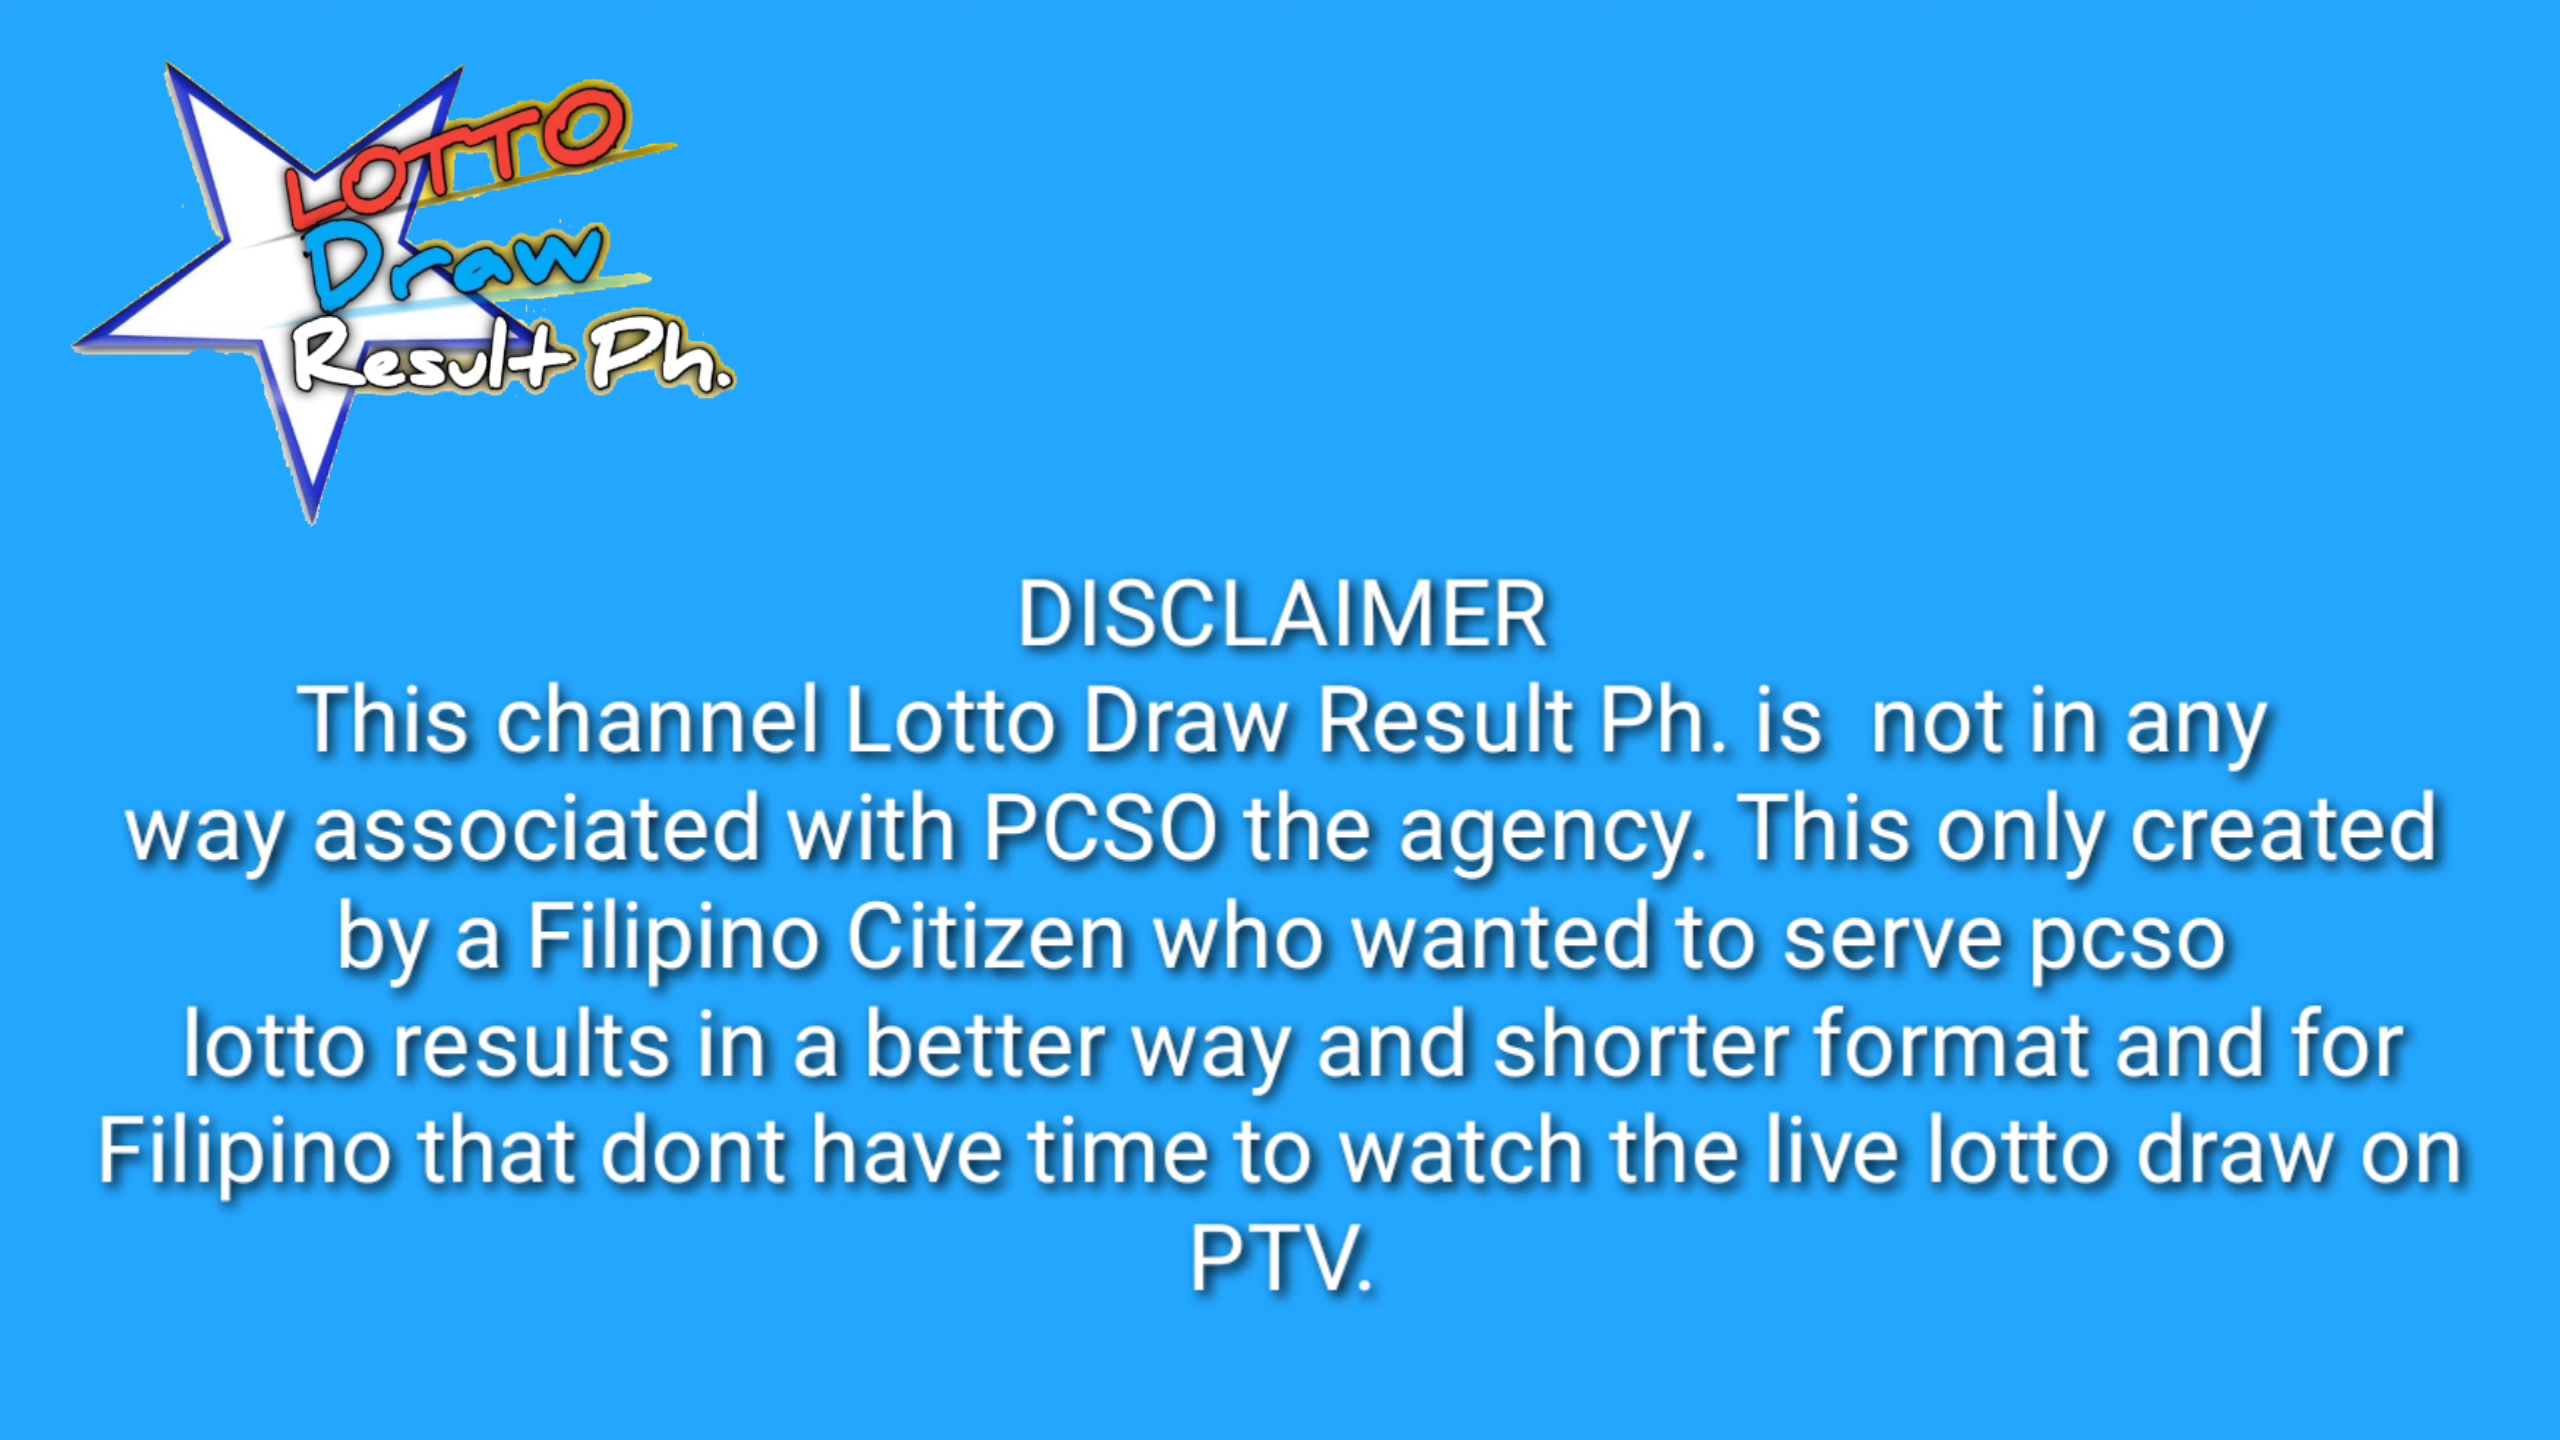 LOTTO
Draw
Result Ph.
DISCLAIMER
This channel Lotto Draw Result Ph. is  not in any
way associated with PCSO the agency. This only created
by a Filipino Citizen who wanted to serve pcso
lotto results in a better way and shorter format and for
Filipino that dont have time to watch the live lotto draw on
PTV.